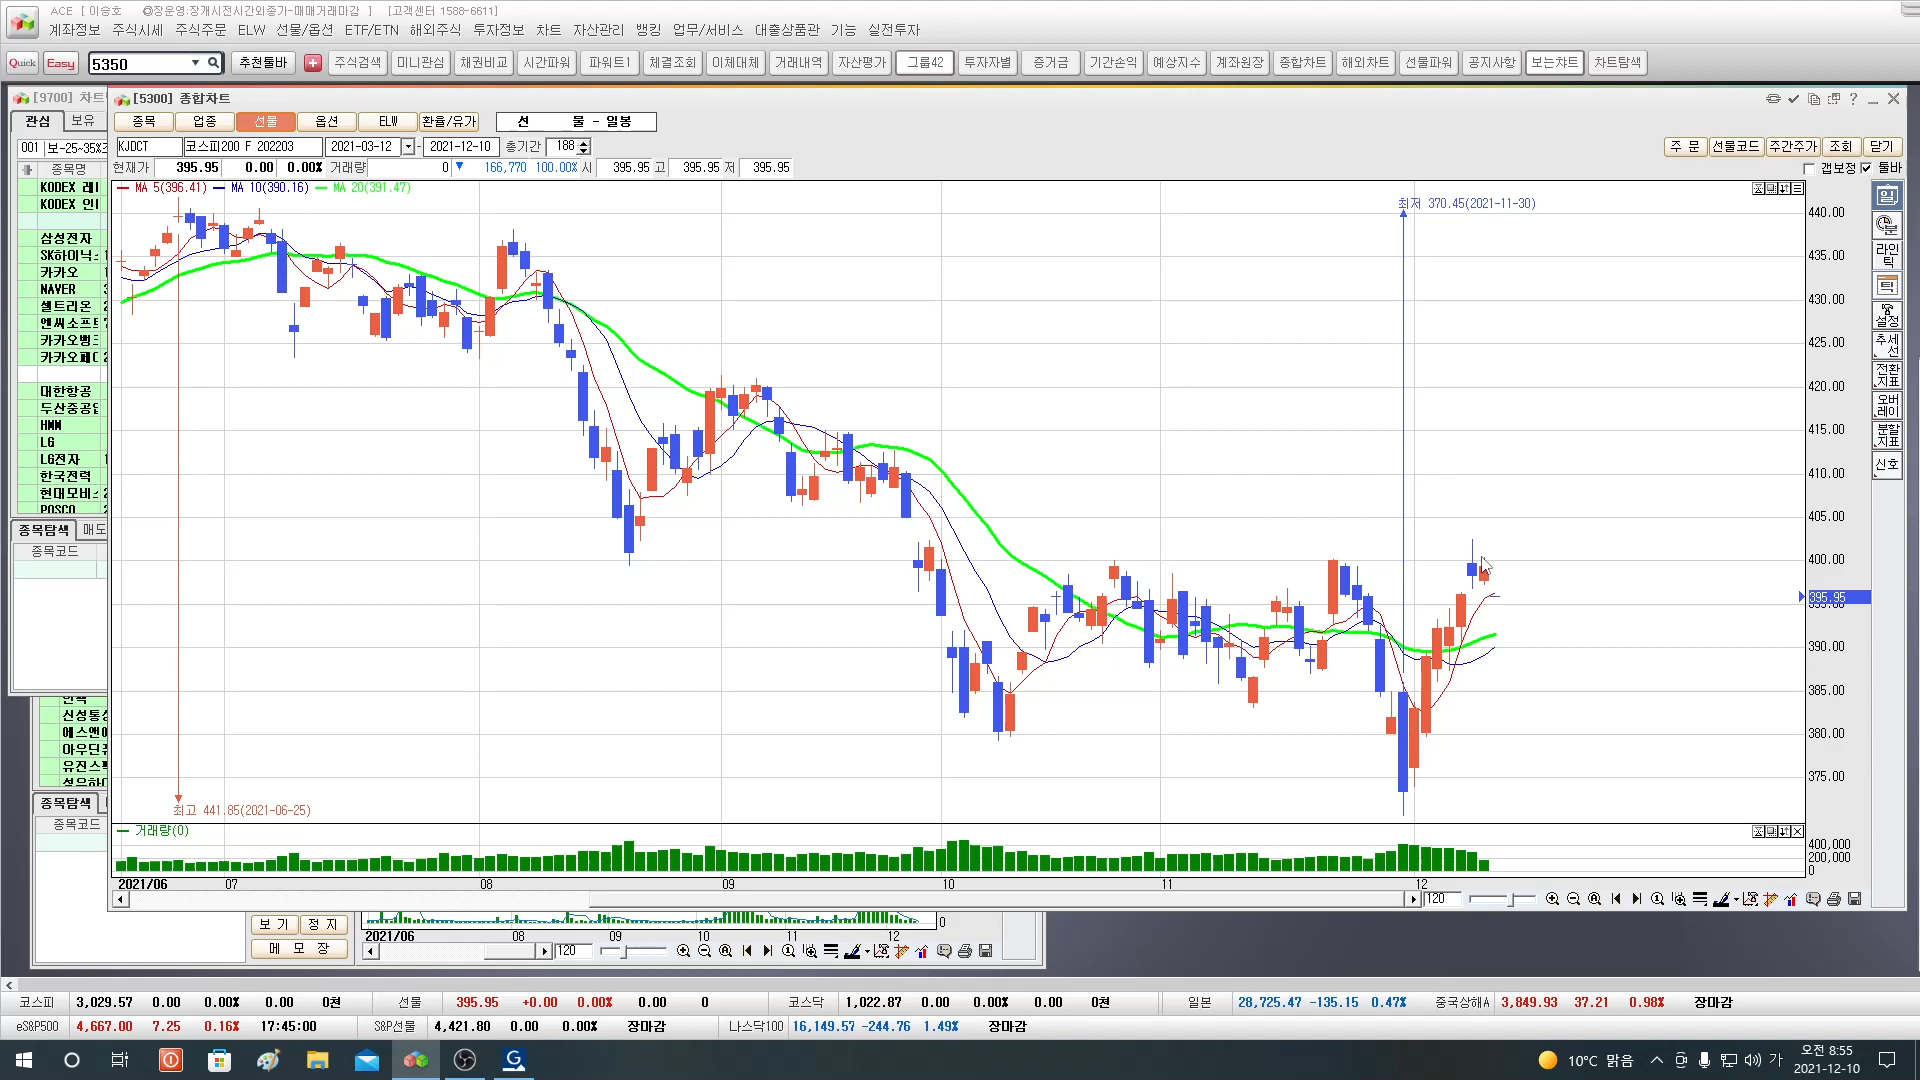 ACE [ 이승호 @장운영:장개시전시간외종가-매매거래마감 ] [고객센터 1588-6611]
계좌정보 주식시세 주식주문 ELW 선물/옵션 ETF/ETN 해외주식 투자정보 차트 자산관리 뱅킹 업무/서비스 대출상품관 기능 실전투자
Quick Easy 5350 추천툴바 주식검색 미니관심 채권비교 시간파워 파워트1 체결조회 이체대체 거래내역 자산평가 그룹42 투자자별 증거금 기간손익 예상지수 계좌원장 종합차트 해외차트 선물파워 공지사항 보는챠트 차트탐색
[9700] 차트
[5300] 종합차트
관심 보유
종목 업종 선물 옵션 ELW 환율/유가 선 물 - 일봉
001 보-25~35%
KJDCT 코스피200 F 202203 2021-03-12 - 2021-12-10 총기간 188
주 문 선물코드 주간주가 조회 닫기
종목명
현재가 395.95 0.00 0.00% 거래량 0 ▼ 166,770 100.00% 시 395.95 고 395.95 저 395.95
갭보정 툴바
MA 5(396.41) MA 10(390.16) MA 20(391.47)
KODEX 레
KODEX 인
삼성전자
SK하이닉
카카오
NAVER
셀트리온
엔씨소프트
카카오뱅크
카카오페이
대한항공
두산중공업
HMM
LG
LG전자
한국전력
현대모비스
POSCO
종목탐색 매도
종목코드
신성통상
에스앤에
아우딘퓨
유진스팩
종목탐색
종목코드
최저 370.45(2021-11-30)
최고 441.85(2021-06-25)
440.00
435.00
430.00
425.00
420.00
415.00
410.00
405.00
400.00
395.95
395.00
390.00
385.00
380.00
375.00
일
분
라인틱
틱
설정
추세선
전환지표
오버레이
분할지표
신호
거래량(0)
400,000
200,000
0
2021/06 07 08 09 10 11 12
120
보 기 정 지
메 모 장
0
2021/06 08 09 10 11 12
120
코스피 3,029.57 0.00 0.00% 0.00 0천 선물 395.95 +0.00 0.00% 0.00 0 코스닥 1,022.87 0.00 0.00% 0.00 0천 일본 28,725.47 -135.15 0.47% 중국상해A 3,849.93 37.21 0.98% 장마감
eS&P500 4,667.00 7.25 0.16% 17:45:00 S&P선물 4,421.80 0.00 0.00% 장마감 나스닥100 16,149.57 -244.76 1.49% 장마감
10°C 맑음 가 오전 8:55
2021-12-10